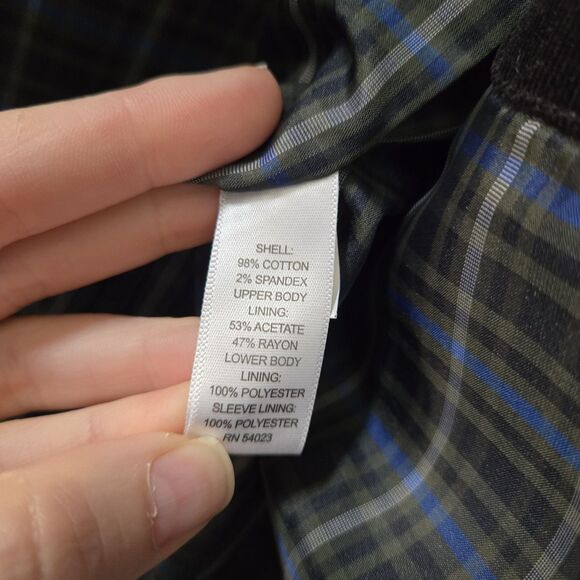 SHELL:
98% COTTON
2% SPANDEX
UPPER BODY
LINING:
53% ACETATE
47% RAYON
LOWER BODY
LINING:
100% POLYESTER
SLEEVE LINING:
100% POLYESTER
RN 54023